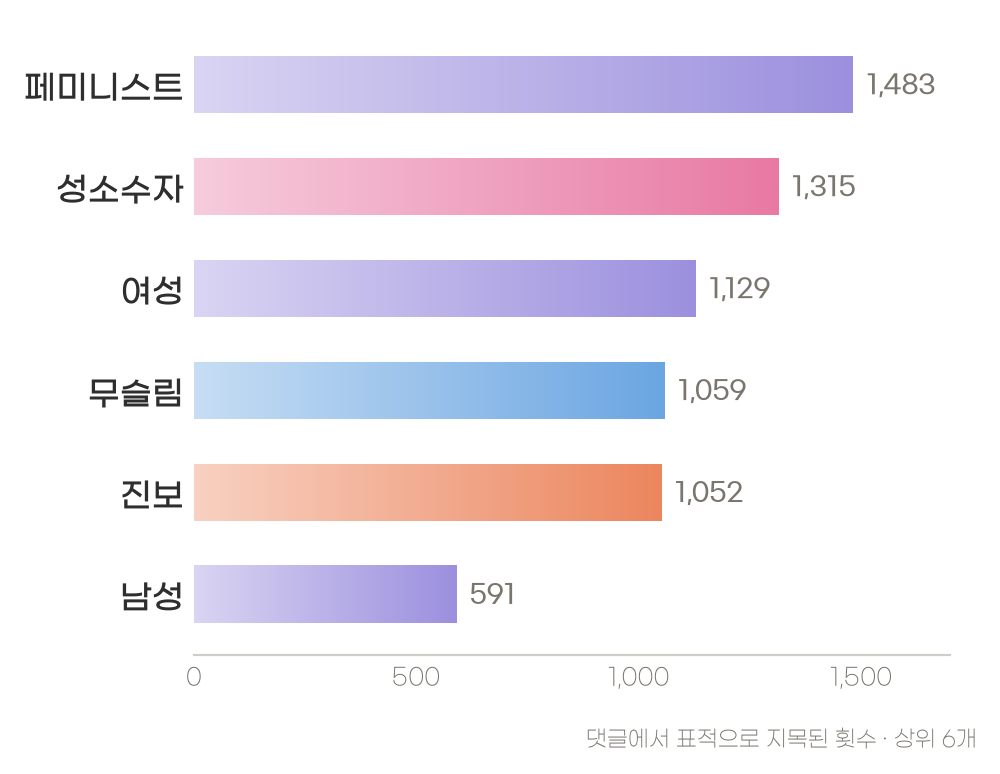 페미니스트 1,483
성소수자 1,315
여성 1,129
무슬림 1,059
진보 1,052
남성 591
0 500 1,000 1,500
댓글에서 표적으로 지목된 횟수 · 상위 6개